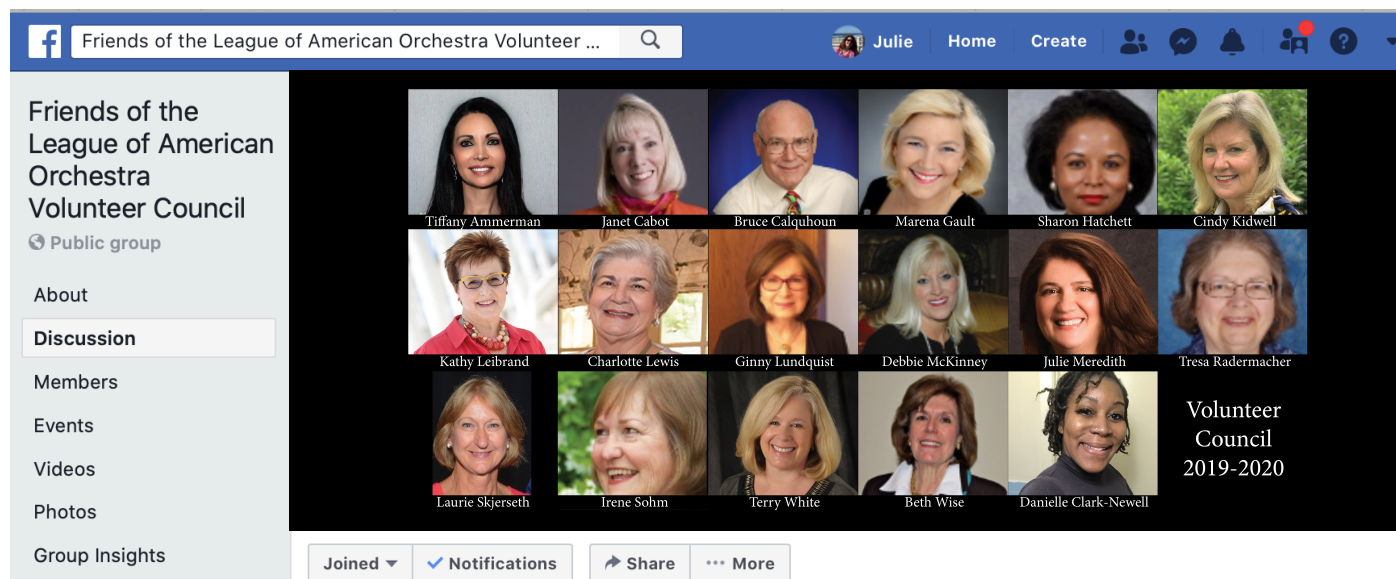 Friends of the League of American Orchestra Volunteer ...
Julie
Home
Create
Friends of the
League of American
Orchestra
Volunteer Council
Public group
About
Discussion
Members
Events
Videos
Photos
Group Insights
Tiffany Ammerman
Janet Cabot
Bruce Calquhoun
Marena Gault
Sharon Hatchett
Cindy Kidwell
Kathy Leibrand
Charlotte Lewis
Ginny Lundquist
Debbie McKinney
Julie Meredith
Tresa Radermacher
Laurie Skjerseth
Irene Sohm
Terry White
Beth Wise
Danielle Clark-Newell
Volunteer
Council
2019-2020
Joined
Notifications
Share
More